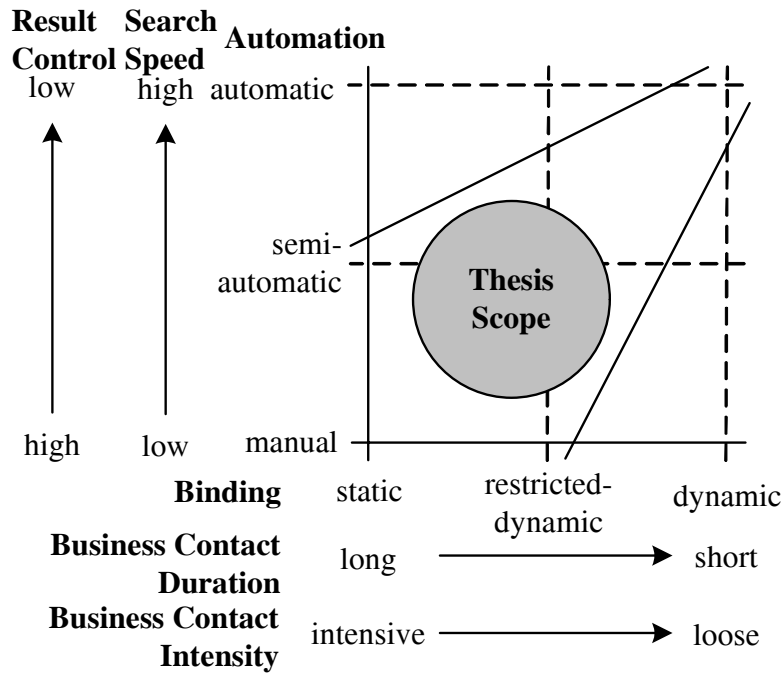 Result Search
Control Speed Automation
low high automatic
semi-
automatic
Thesis
Scope
high low manual
Binding static restricted-
dynamic dynamic
Business Contact
Duration long short
Business Contact
Intensity intensive loose